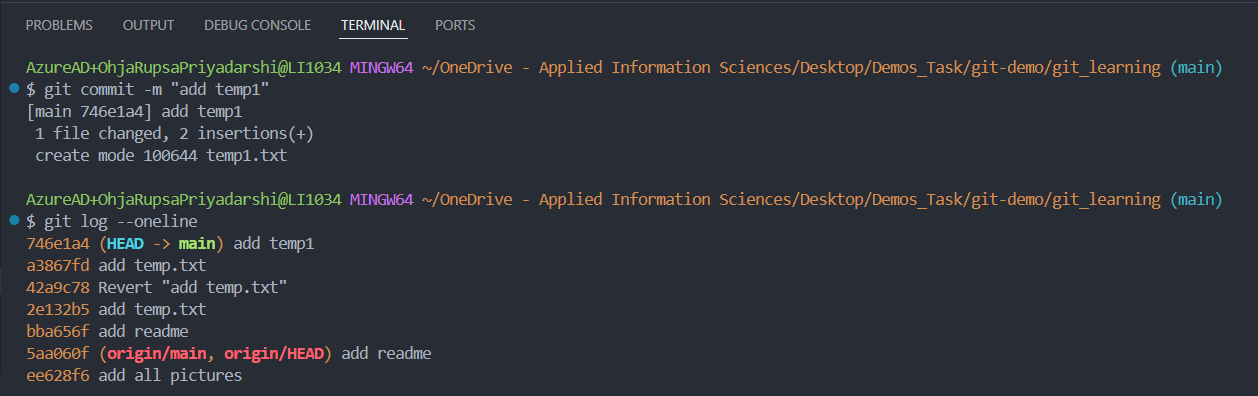 PROBLEMS OUTPUT DEBUG CONSOLE TERMINAL PORTS
AzureAD+OhjaRupsaPriyadarshi@LI1034 MINGW64 ~/OneDrive - Applied Information Sciences/Desktop/Demos_Task/git-demo/git_learning (main)
$ git commit -m "add temp1"
[main 746e1a4] add temp1
 1 file changed, 2 insertions(+)
 create mode 100644 temp1.txt
AzureAD+OhjaRupsaPriyadarshi@LI1034 MINGW64 ~/OneDrive - Applied Information Sciences/Desktop/Demos_Task/git-demo/git_learning (main)
$ git log --oneline
746e1a4 (HEAD -> main) add temp1
a3867fd add temp.txt
42a9c78 Revert "add temp.txt"
2e132b5 add temp.txt
bba656f add readme
5aa060f (origin/main, origin/HEAD) add readme
ee628f6 add all pictures